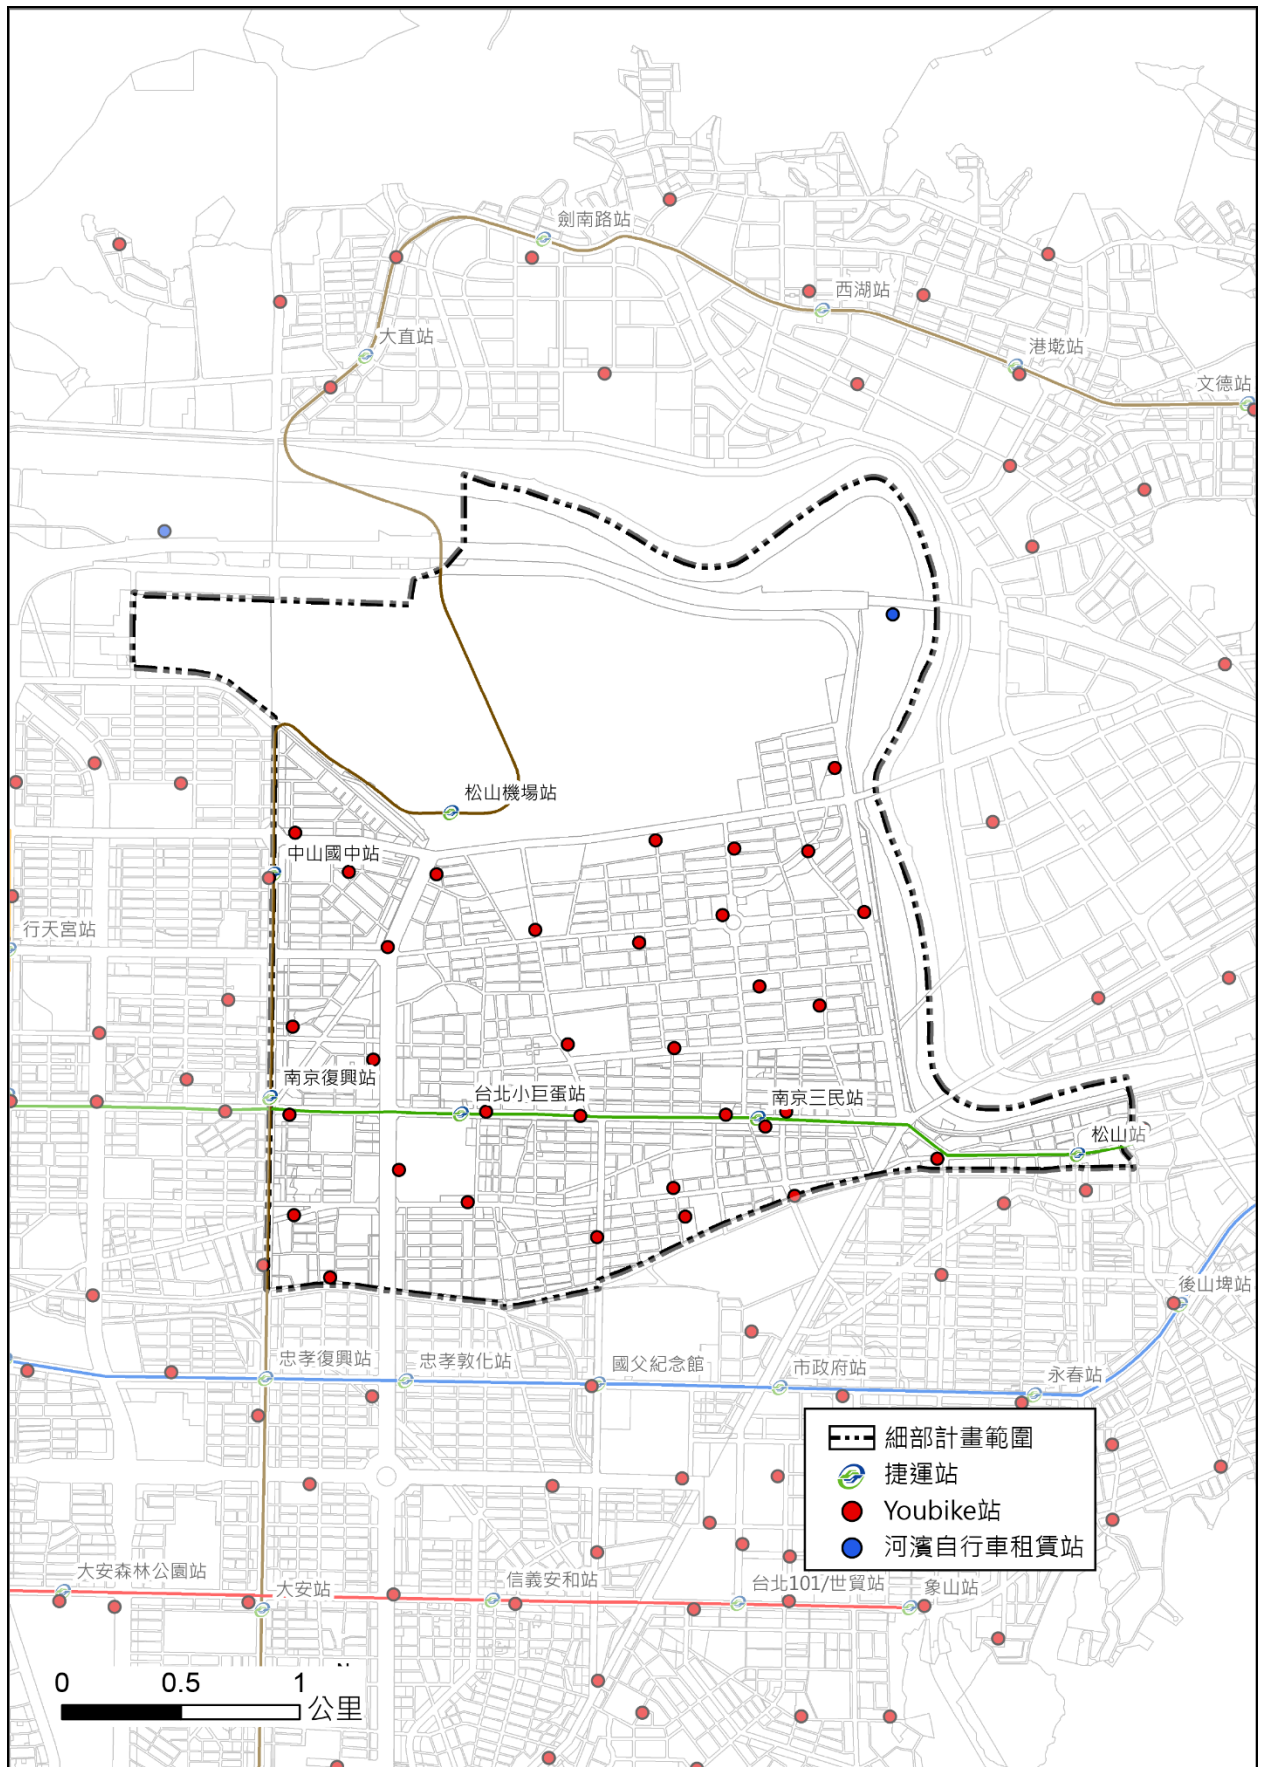 劍南路站
西湖站
大直站
港墘站
文德站
松山機場站
中山國中站
行天宮站
南京復興站
台北小巨蛋站
南京三民站
松山站
後山埤站
忠孝復興站
忠孝敦化站
國父紀念館
市政府站
永春站
細部計畫範圍
捷運站
Youbike站
河濱自行車租賃站
大安森林公園站
大安站
信義安和站
台北101/世貿站
象山站
0 0.5 1
公里